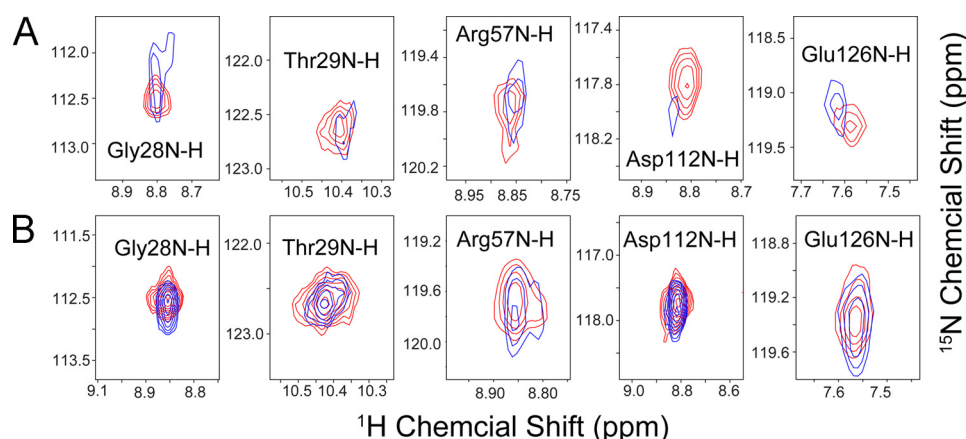 A
112.0
112.5
113.0
Gly28N-H
8.9 8.8 8.7
122.0
122.5
123.0
Thr29N-H
10.5 10.4 10.3
119.4
119.8
120.2
Arg57N-H
8.95 8.85 8.75
117.4
117.8
118.2
Asp112N-H
8.9 8.8 8.7
118.5
119.0
119.5
Glu126N-H
7.7 7.6 7.5
B
111.5
112.5
113.5
Gly28N-H
9.1 8.9 8.8
122.0
123.0
Thr29N-H
10.5 10.4 10.3
119.2
119.6
120.0
Arg57N-H
8.90 8.80
117.0
118.0
Asp112N-H
9.0 8.8 8.6
118.8
119.2
119.6
Glu126N-H
7.6 7.5
¹H Chemcial Shift (ppm)
¹⁵N Chemcial Shift (ppm)